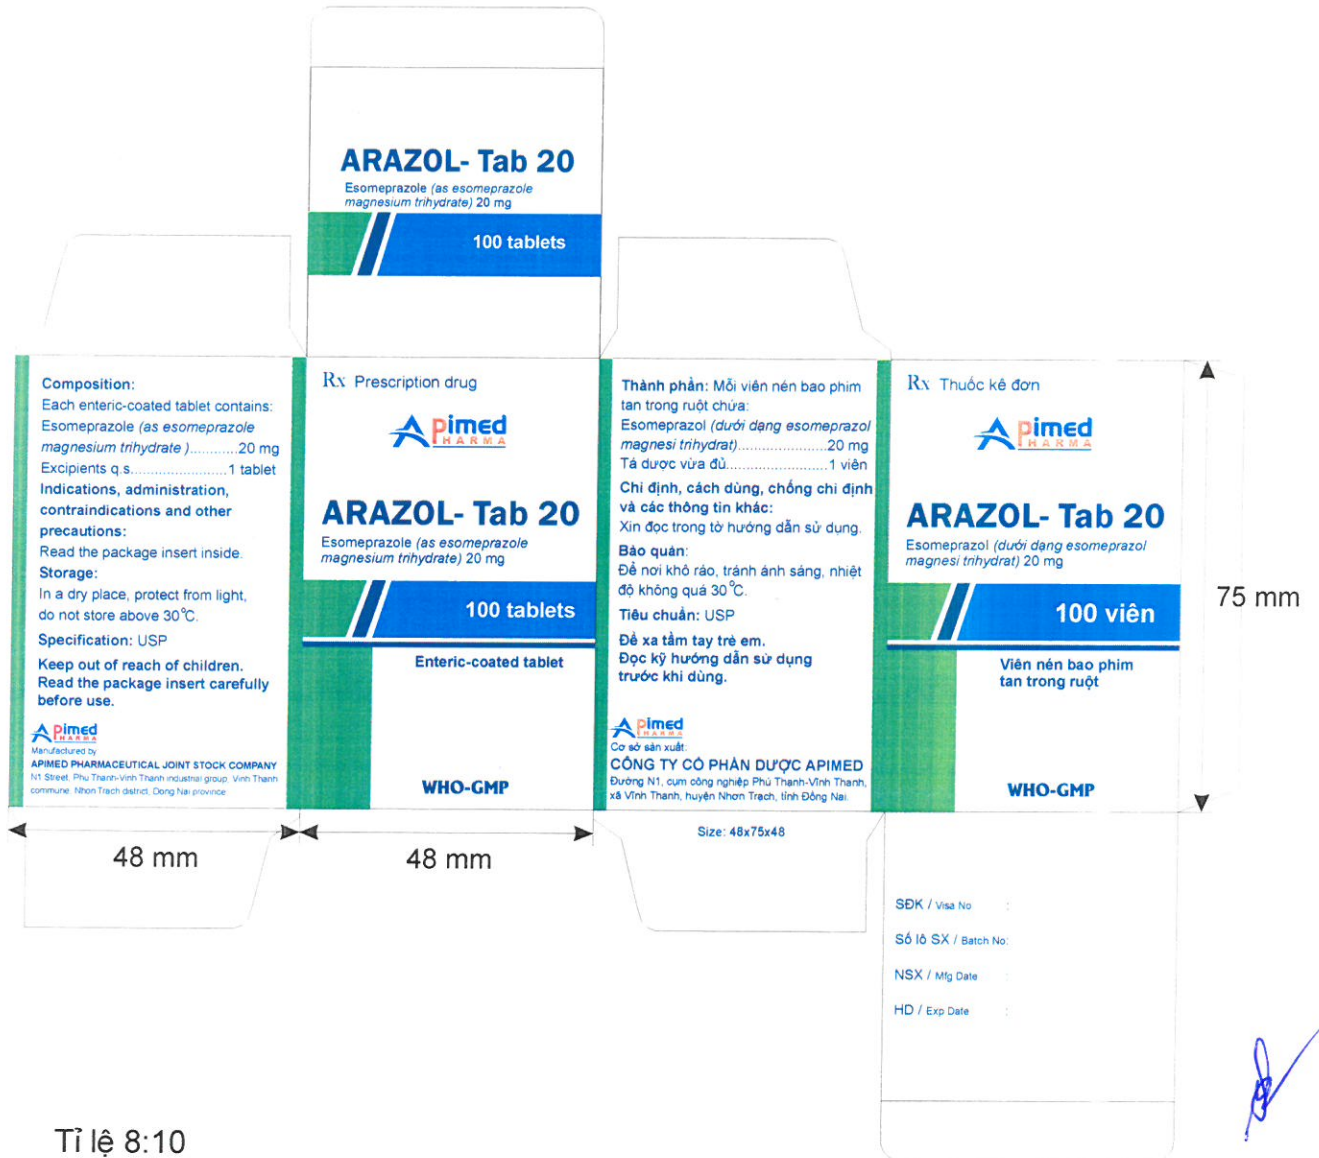 ARAZOL- Tab 20
Esomeprazole (as esomeprazole
magnesium trihydrate) 20 mg
100 tablets
Composition:
Each enteric-coated tablet contains:
Esomeprazole (as esomeprazole
magnesium trihydrate )...........20 mg
Excipients q.s.......................1 tablet
Indications, administration,
contraindications and other
precautions:
Read the package insert inside.
Storage:
In a dry place, protect from light,
do not store above 30°C.
Specification: USP
Keep out of reach of children.
Read the package insert carefully
before use.
Apimed
PHARMA
Manufactured by
APIMED PHARMACEUTICAL JOINT STOCK COMPANY
N1 Street, Phu Thanh-Vinh Thanh industrial group, Vinh Thanh
commune, Nhon Trach district, Dong Nai province
Rx Prescription drug
Apimed
PHARMA
ARAZOL- Tab 20
Esomeprazole (as esomeprazole
magnesium trihydrate) 20 mg
100 tablets
Enteric-coated tablet
WHO-GMP
Thành phần: Mỗi viên nén bao phim
tan trong ruột chứa:
Esomeprazol (dưới dạng esomeprazol
magnesi trihydrat).....................20 mg
Tá dược vừa đủ........................1 viên
Chỉ định, cách dùng, chống chỉ định
và các thông tin khác:
Xin đọc trong tờ hướng dẫn sử dụng.
Bảo quản:
Để nơi khô ráo, tránh ánh sáng, nhiệt
độ không quá 30°C.
Tiêu chuẩn: USP
Để xa tầm tay trẻ em.
Đọc kỹ hướng dẫn sử dụng
trước khi dùng.
Apimed
PHARMA
Cơ sở sản xuất:
CÔNG TY CỔ PHẦN DƯỢC APIMED
Đường N1, cụm công nghiệp Phú Thạnh-Vĩnh Thanh,
xã Vĩnh Thanh, huyện Nhơn Trạch, tỉnh Đồng Nai.
Size: 48x75x48
Rx Thuốc kê đơn
Apimed
PHARMA
ARAZOL- Tab 20
Esomeprazol (dưới dạng esomeprazol
magnesi trihydrat) 20 mg
100 viên
Viên nén bao phim
tan trong ruột
WHO-GMP
75 mm
48 mm
48 mm
SĐK / Visa No :
Số lô SX / Batch No:
NSX / Mfg Date :
HD / Exp Date :
Tỉ lệ 8:10